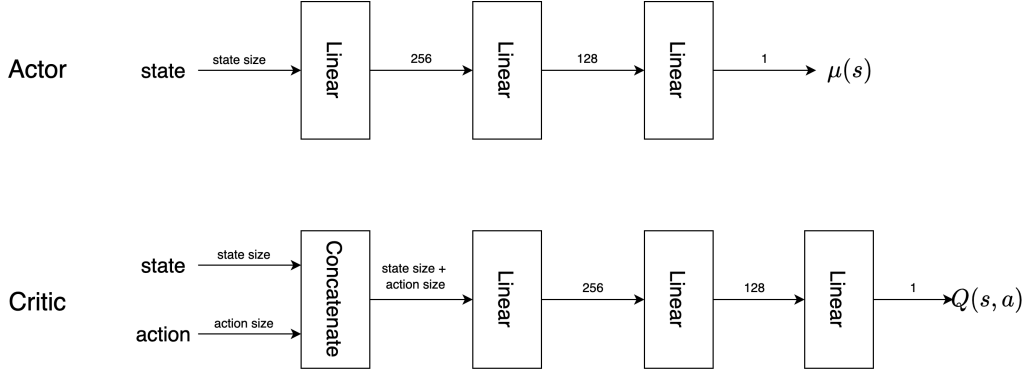 Actor
state
state size
Linear
256
Linear
128
Linear
1
μ(s)
Critic
state
state size
action
action size
Concatenate
state size +
action size
Linear
256
Linear
128
Linear
1
Q(s, a)